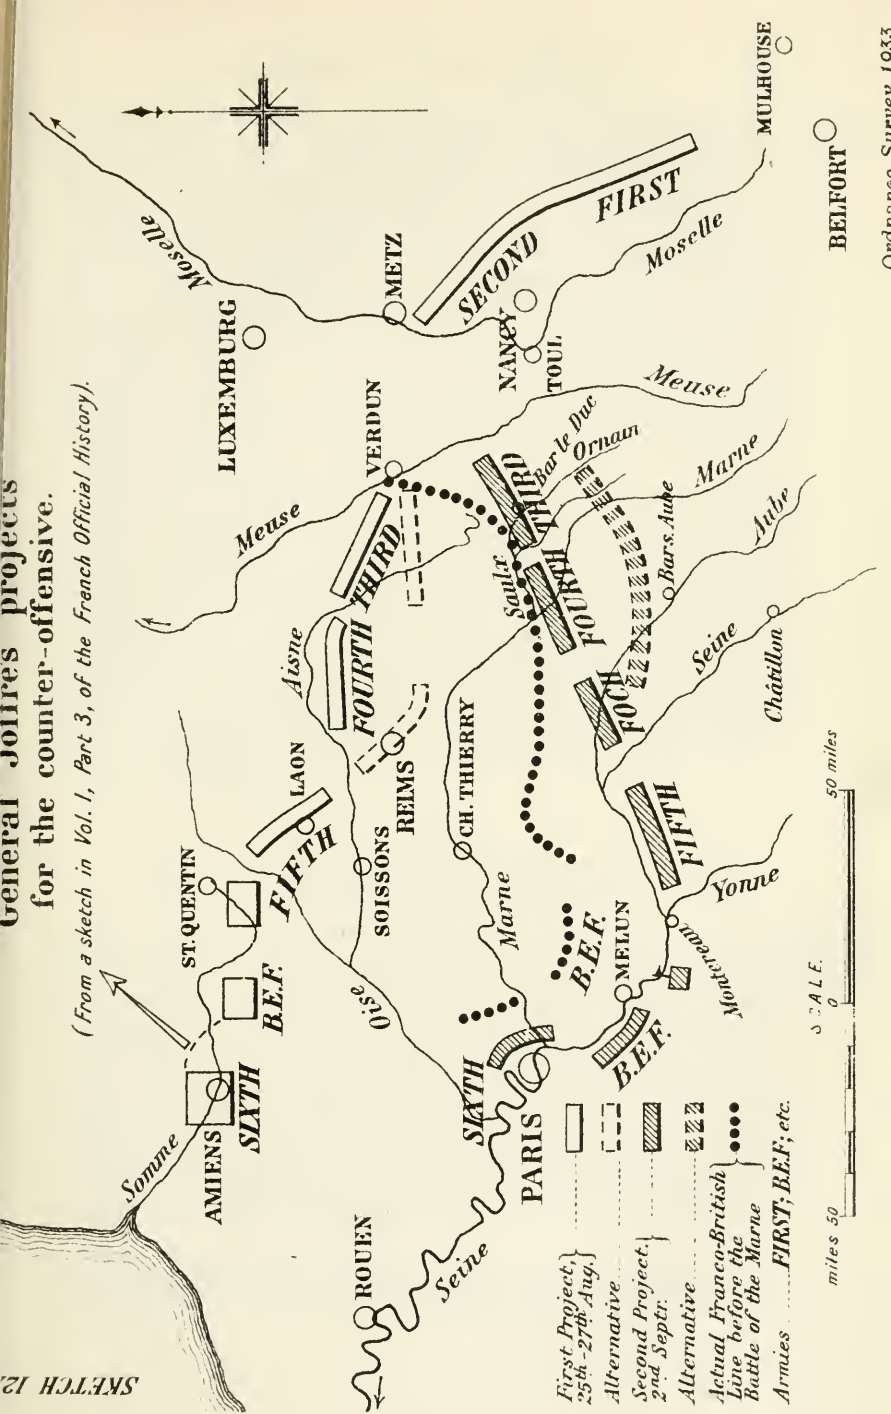 SKETCH 12
General Joffre's projects
for the counter-offensive.
(From a sketch in Vol. 1, Part 3, of the French Official History).
Somme
AMIENS
SIXTH
B.E.F.
ST. QUENTIN
FIFTH
LAON
Oise
SOISSONS
Aisne
FOURTH
THIRD
REIMS
Meuse
VERDUN
LUXEMBURG
Moselle
METZ
SECOND
FIRST
NANCY
TOUL
Moselle
MULHOUSE
BELFORT
ROUEN
Seine
SIXTH
PARIS
Marne
CH. THIERRY
B.E.F.
MELUN
B.E.F.
Montereau
Yonne
FIFTH
FOCH
FOURTH
THIRD
Saulx
Bar le Duc
Ornain
Meuse
Marne
Bar s. Aube
Aube
Seine
Châtillon
First Project,
25th-27th Aug.
Alternative
Second Project,
2nd Septr.
Alternative
Actual Franco-British
Line before the
Battle of the Marne
Armies FIRST; B.E.F; etc.
SCALE.
miles 50 0 50 miles
Ordnance Survey 1933